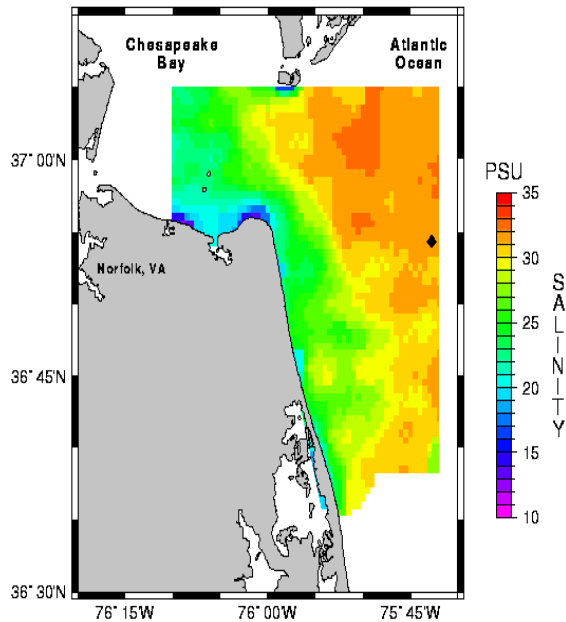 Chesapeake
Bay
Atlantic
Ocean
37° 00'N
PSU
35
30
Norfolk, VA
25
SALINITY
20
36° 45'N
15
10
36° 30'N
76° 15'W
76° 00'W
75° 45'W